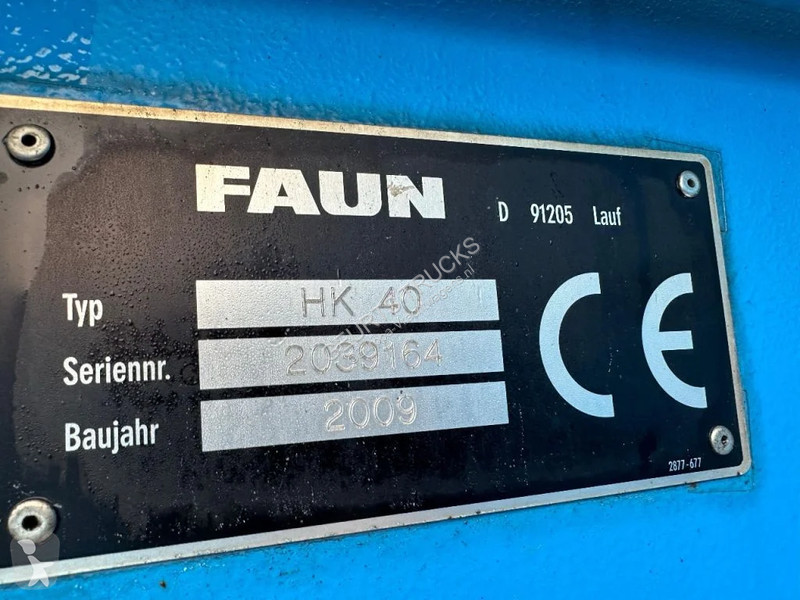 FAUN D 91205 Lauf
Typ HK 40
Seriennr. 2039164
Baujahr 2009
CE
2877-677